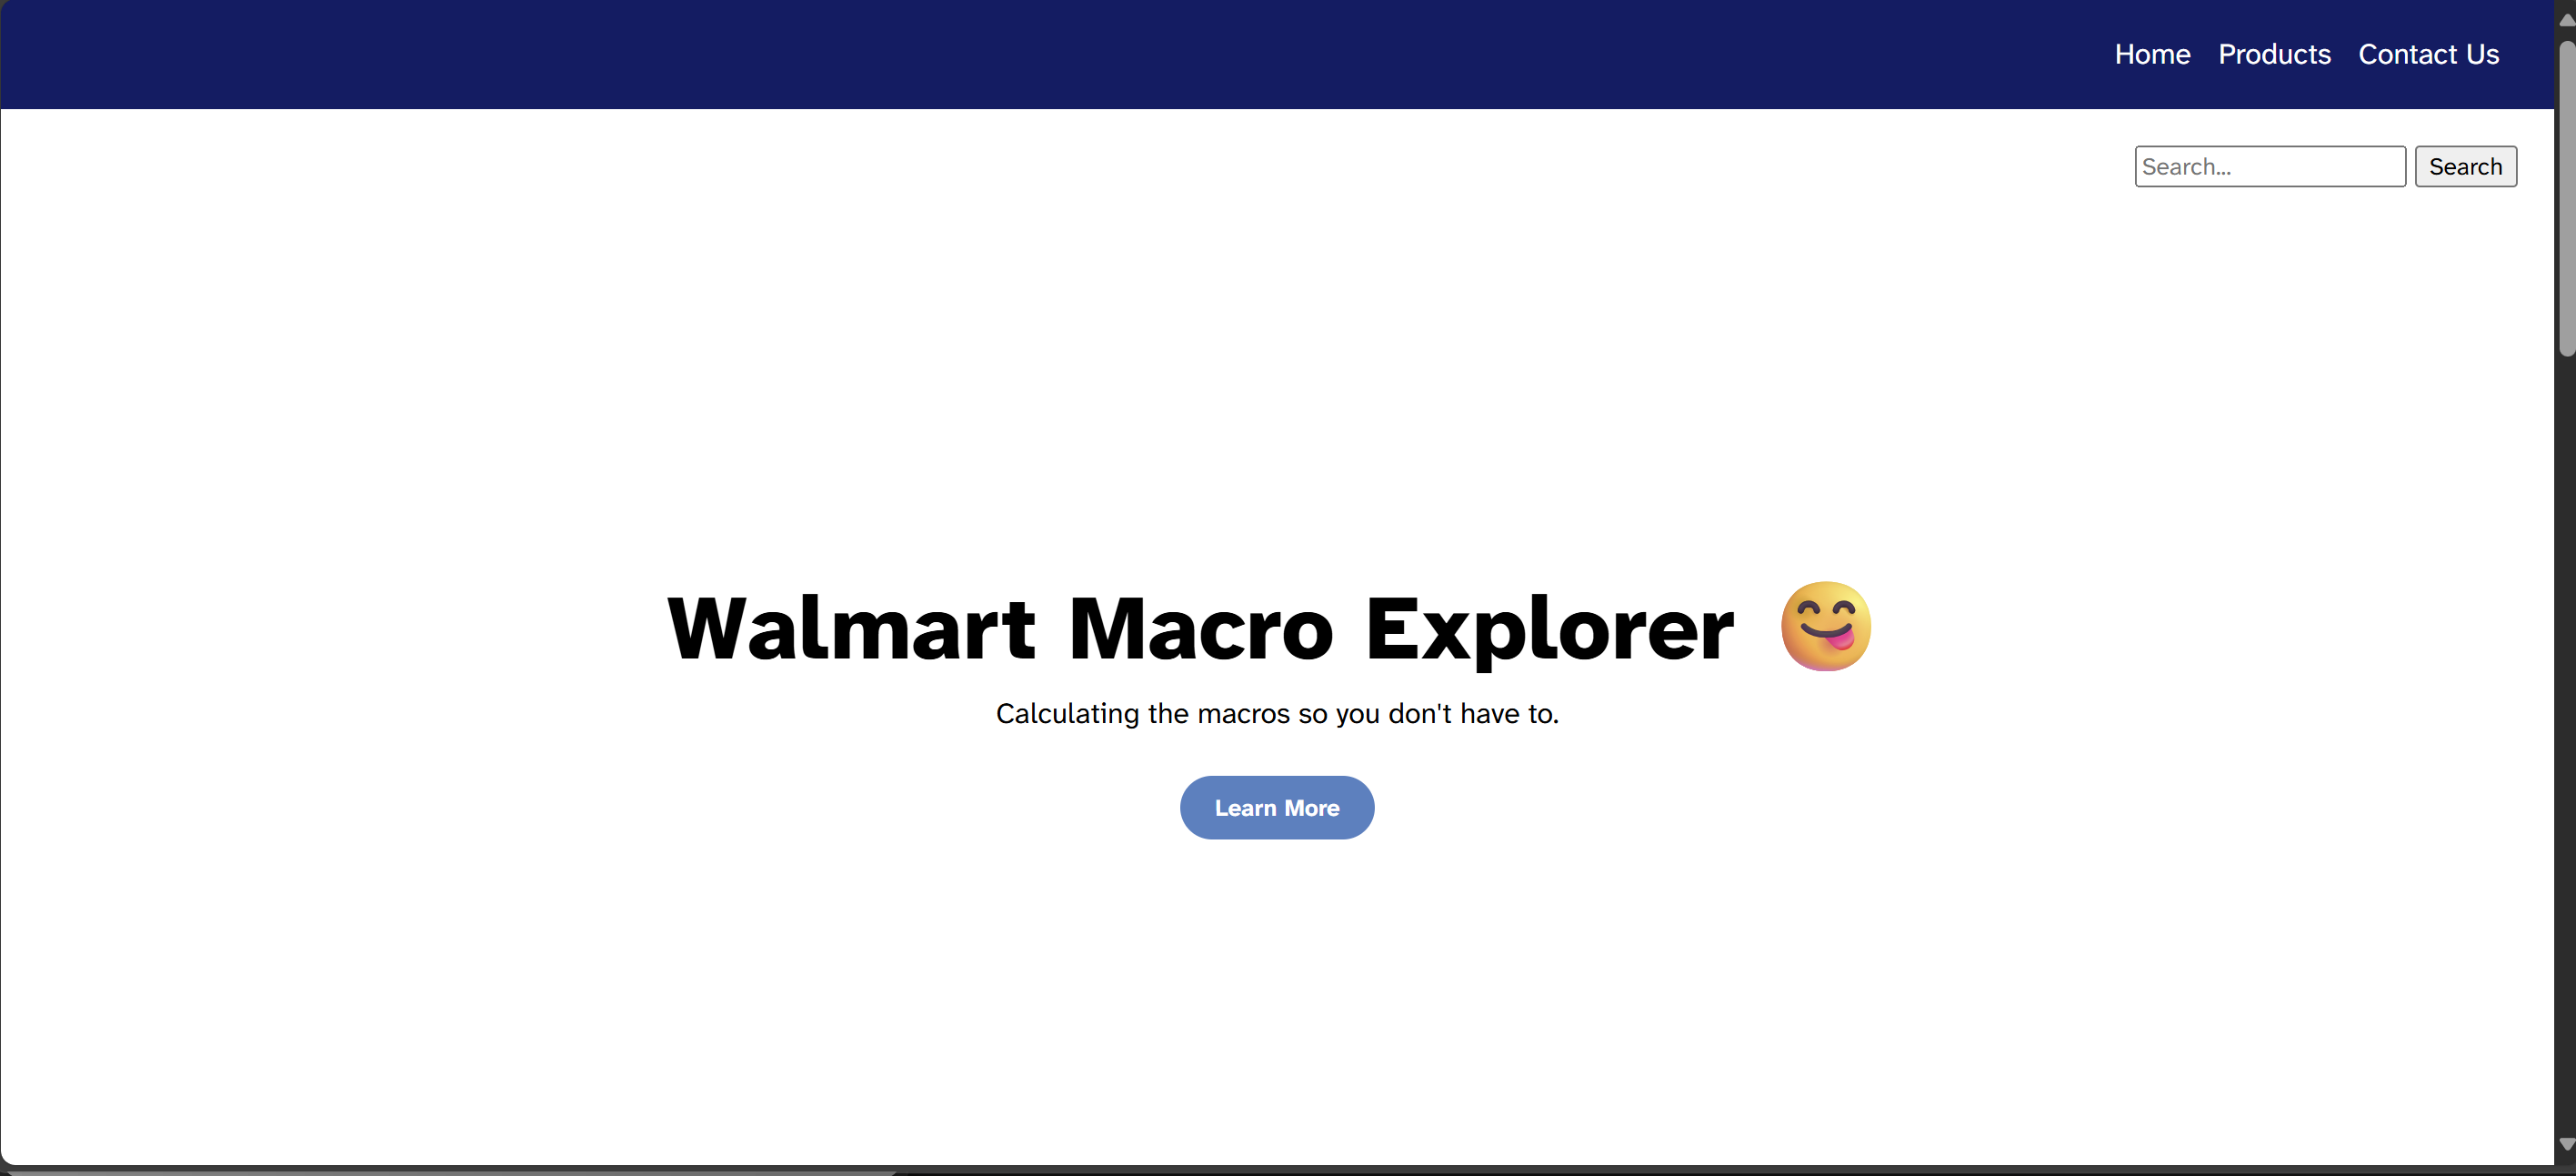 Home Products Contact Us
Search... Search
Walmart Macro Explorer 😋
Calculating the macros so you don't have to.
Learn More